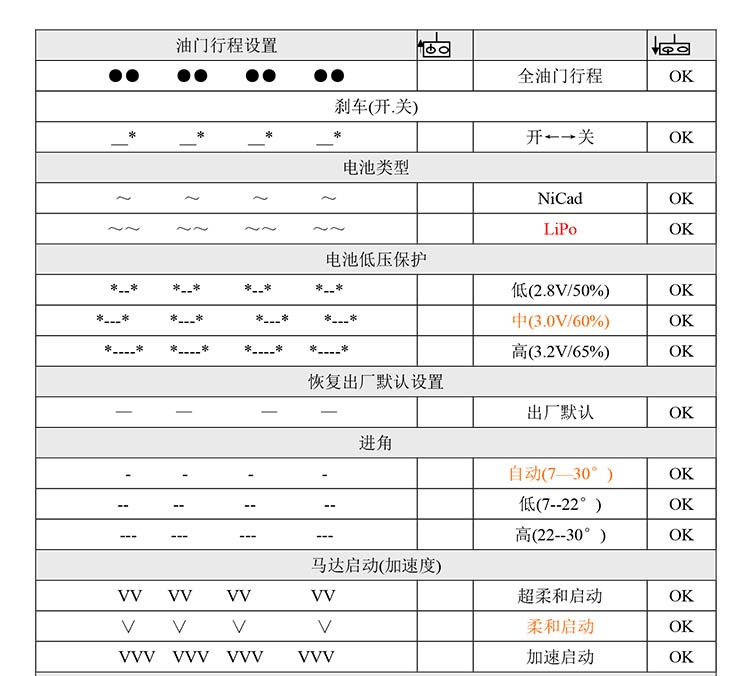 油门行程设置
●● ●● ●● ●● 全油门行程 OK
刹车(开.关)
__* __* __* __* 开←→关 OK
电池类型
～ ～ ～ ～ NiCad OK
～～ ～～ ～～ ～～ LiPo OK
电池低压保护
*--* *--* *--* *--* 低(2.8V/50%) OK
*---* *---* *---* *---* 中(3.0V/60%) OK
*----* *----* *----* *----* 高(3.2V/65%) OK
恢复出厂默认设置
— — — — 出厂默认 OK
进角
- - - - 自动(7—30°) OK
-- -- -- -- 低(7--22°) OK
--- --- --- --- 高(22--30°) OK
马达启动(加速度)
VV VV VV VV 超柔和启动 OK
V V V V 柔和启动 OK
VVV VVV VVV VVV 加速启动 OK